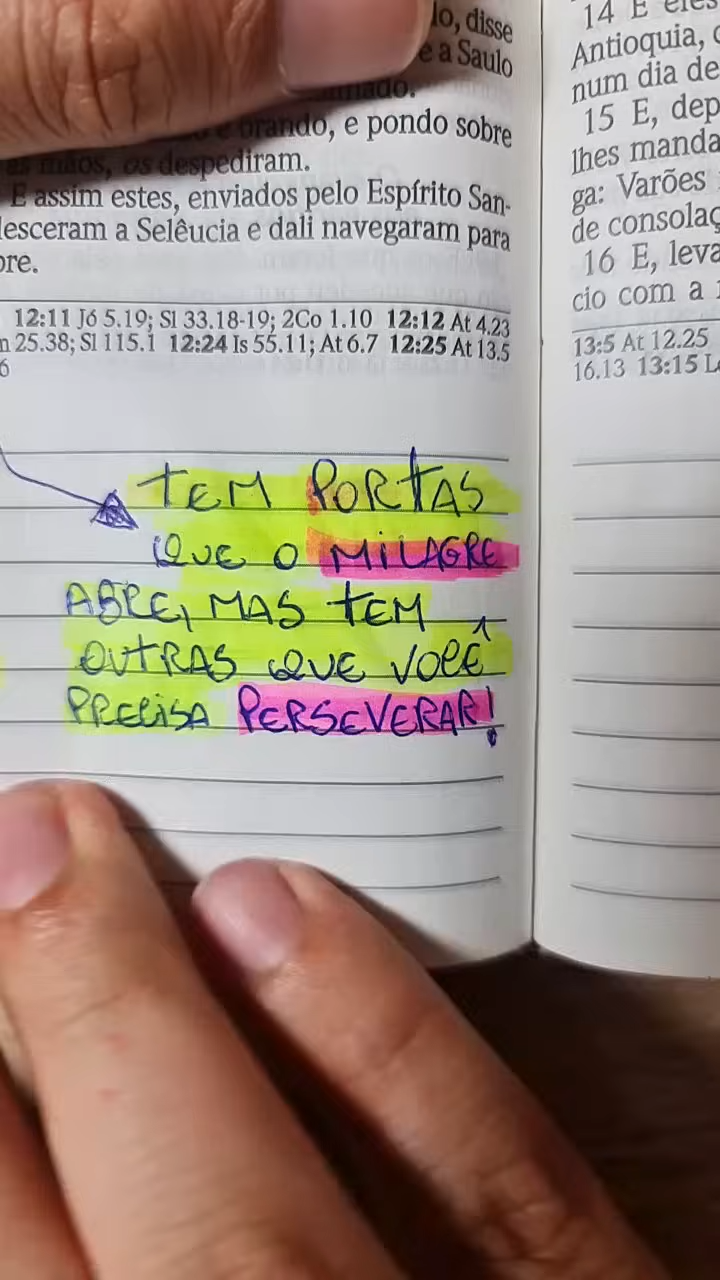 lo, disse
e a Saulo
orando, e pondo sobre
as mãos, os despediram.
E assim estes, enviados pelo Espírito San-
desceram a Selêucia e dali navegaram para
pre.
12:11 Jó 5.19; Sl 33.18-19; 2Co 1.10 12:12 At 4.23
25.38; Sl 115.1 12:24 Is 55.11; At 6.7 12:25 At 13.5
6
TEM PORTAS
QUE O MILAGRE
ABRE, MAS TEM
OUTRAS QUE VOCÊ
PRECISA PERSEVERAR!
14 E eles
Antioquia,
num dia de
15 E, dep
lhes manda
ga: Varões
de consolaç
16 E, leva
cio com a
13:5 At 12.25
16.13 13:15 L